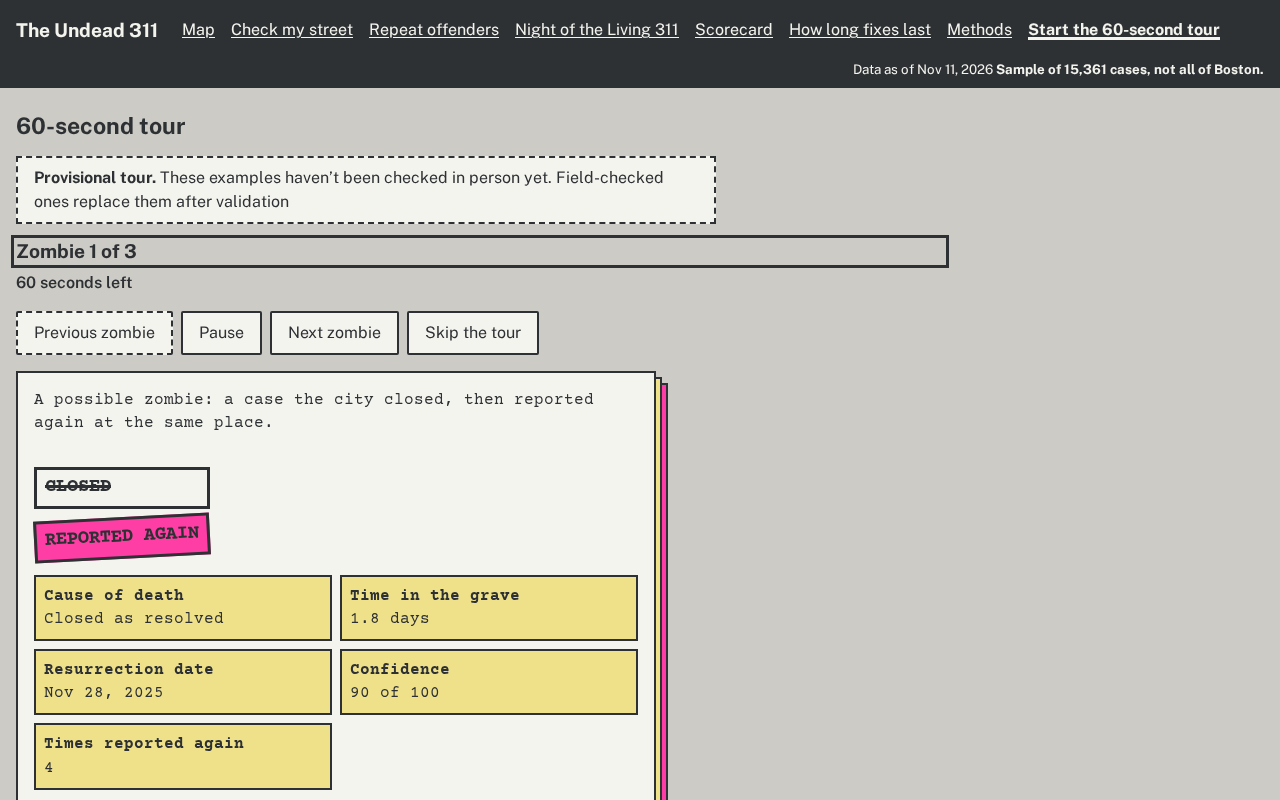 The Undead 311 Map Check my street Repeat offenders Night of the Living 311 Scorecard How long fixes last Methods Start the 60-second tour
Data as of Nov 11, 2026 Sample of 15,361 cases, not all of Boston.
60-second tour
Provisional tour. These examples haven’t been checked in person yet. Field-checked
ones replace them after validation
Zombie 1 of 3
60 seconds left
Previous zombie Pause Next zombie Skip the tour
A possible zombie: a case the city closed, then reported
again at the same place.
CLOSED
REPORTED AGAIN
Cause of death
Closed as resolved
Time in the grave
1.8 days
Resurrection date
Nov 28, 2025
Confidence
90 of 100
Times reported again
4